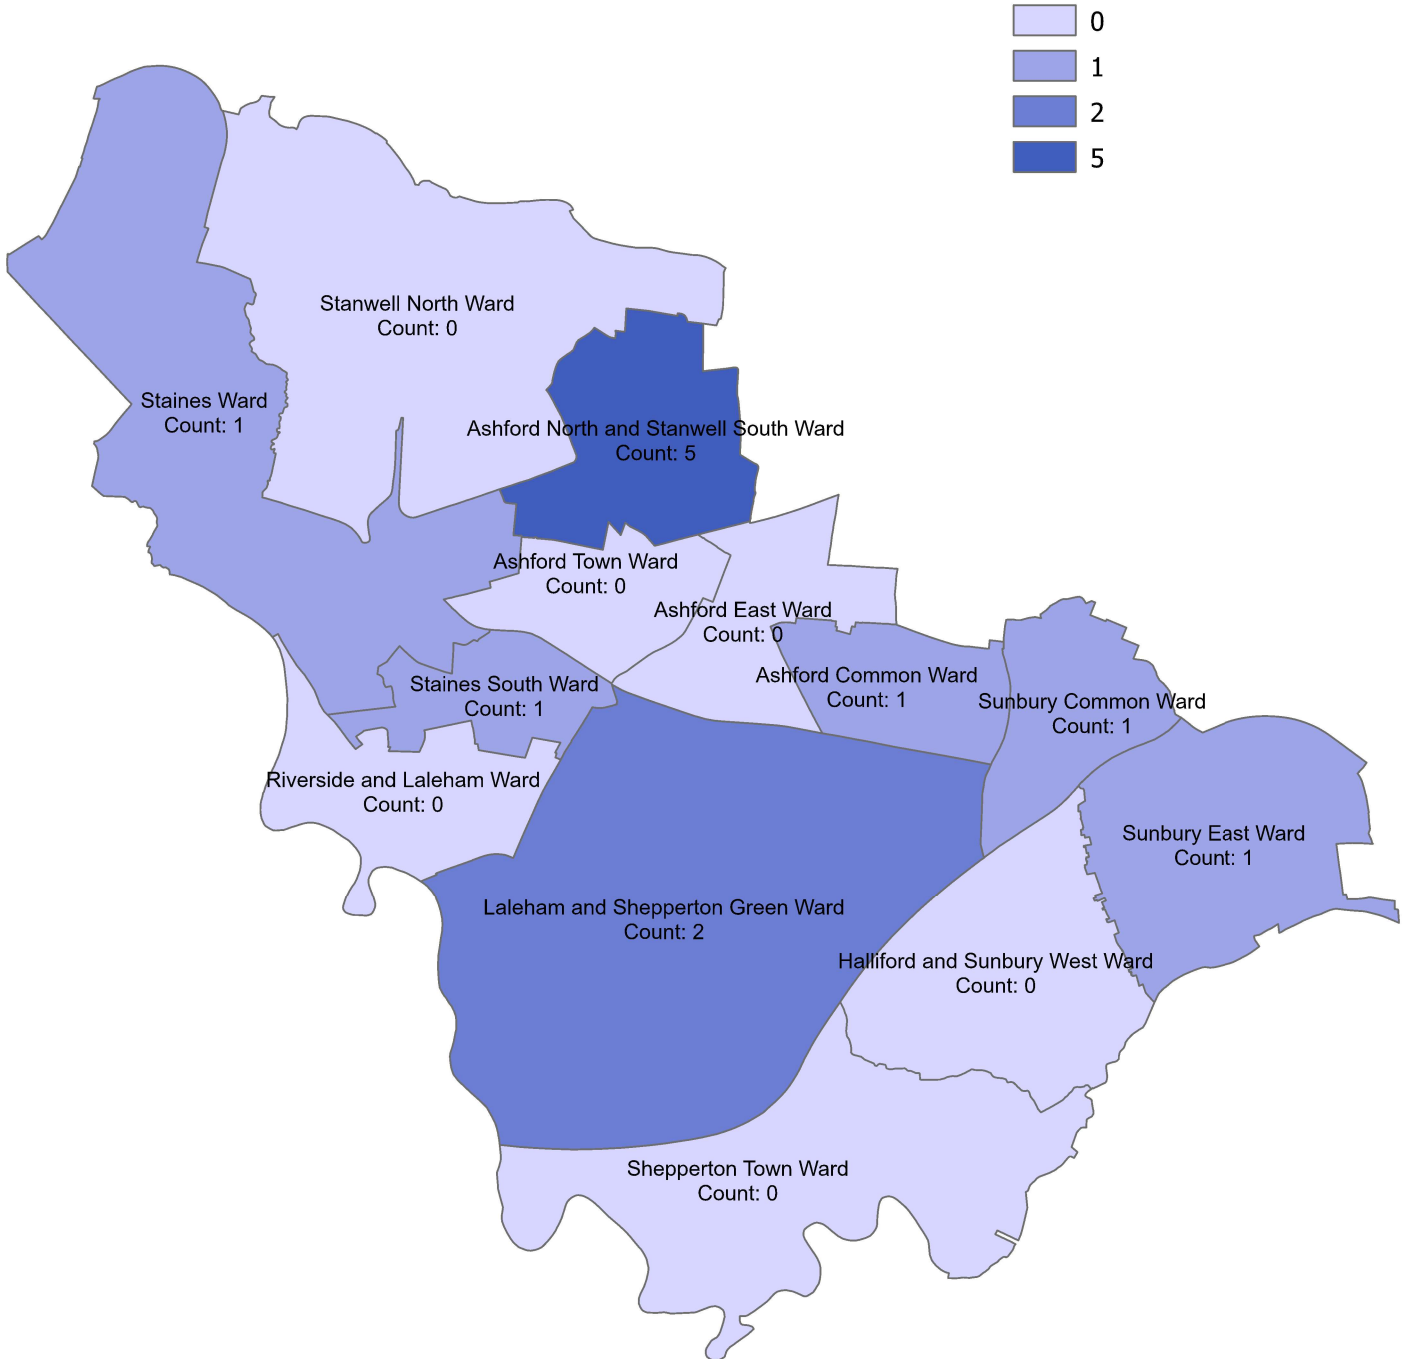 0
1
2
5
Stanwell North Ward
Count: 0
Staines Ward
Count: 1
Ashford North and Stanwell South Ward
Count: 5
Ashford Town Ward
Count: 0
Ashford East Ward
Count: 0
Ashford Common Ward
Count: 1
Staines South Ward
Count: 1
Sunbury Common Ward
Count: 1
Riverside and Laleham Ward
Count: 0
Sunbury East Ward
Count: 1
Laleham and Shepperton Green Ward
Count: 2
Halliford and Sunbury West Ward
Count: 0
Shepperton Town Ward
Count: 0